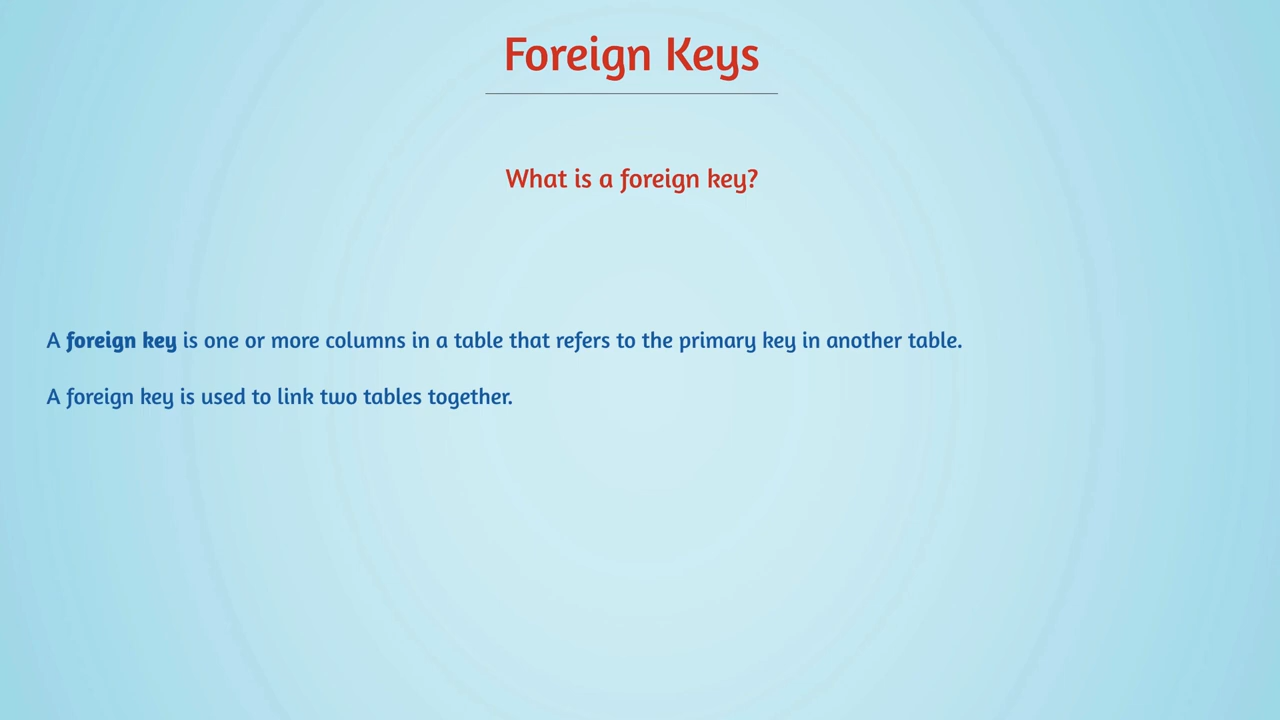 Foreign Keys
What is a foreign key?
A foreign key is one or more columns in a table that refers to the primary key in another table.
A foreign key is used to link two tables together.